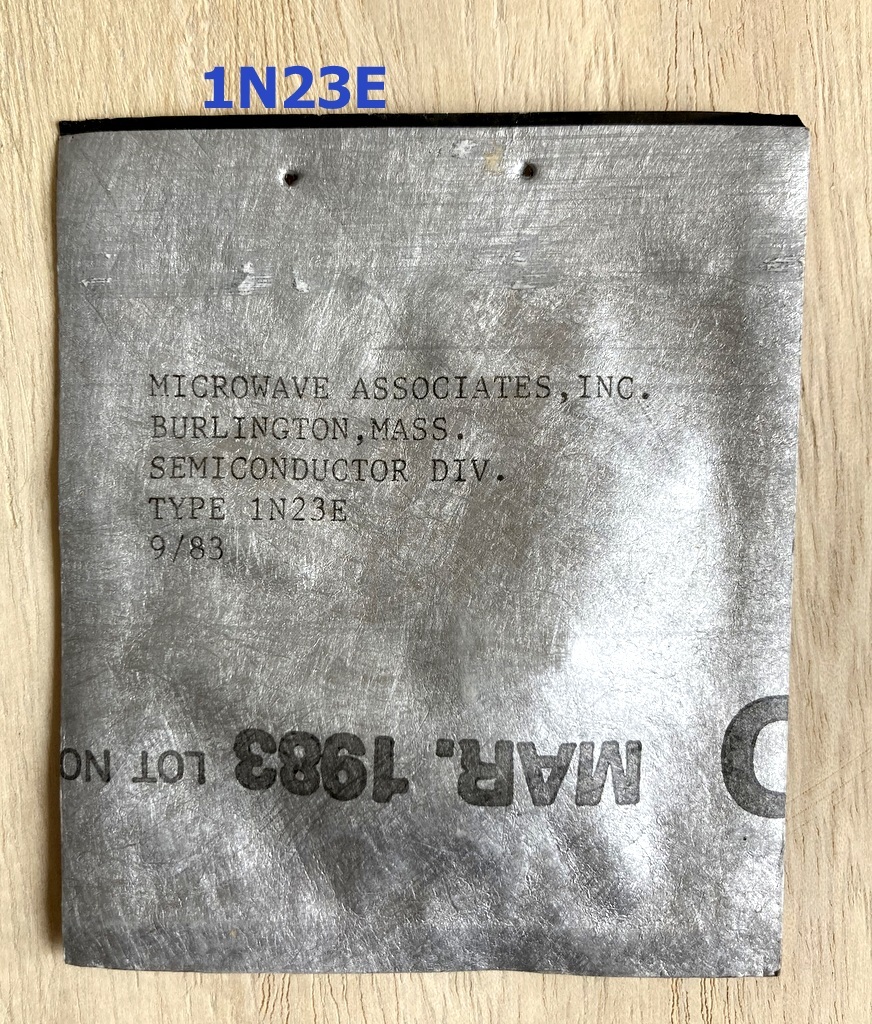 1N23E
MICROWAVE ASSOCIATES,INC.
BURLINGTON,MASS.
SEMICONDUCTOR DIV.
TYPE 1N23E
9/83
MAR. 1983 LOT NO